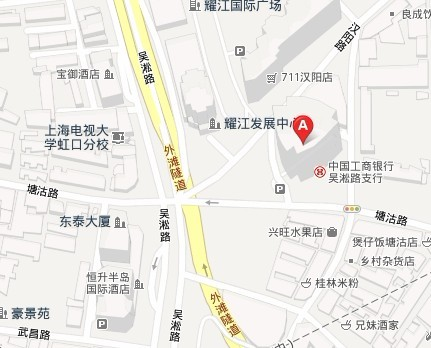 耀江国际广场
良成饮
汉阳路
P
吴淞路
宝御酒店
711汉阳店
耀江发展中心
A
上海电视大
学虹口分校
外滩隧道
中国工商银行
吴淞路支行
P
塘沽路
塘沽路
东泰大厦
吴淞路
兴旺水果店
煲仔饭塘沽店
乡村杂货店
恒升半岛
国际酒店
桂林米粉
豪景苑
外滩隧道
吴淞路
P
武昌路
兄妹酒家
中心)